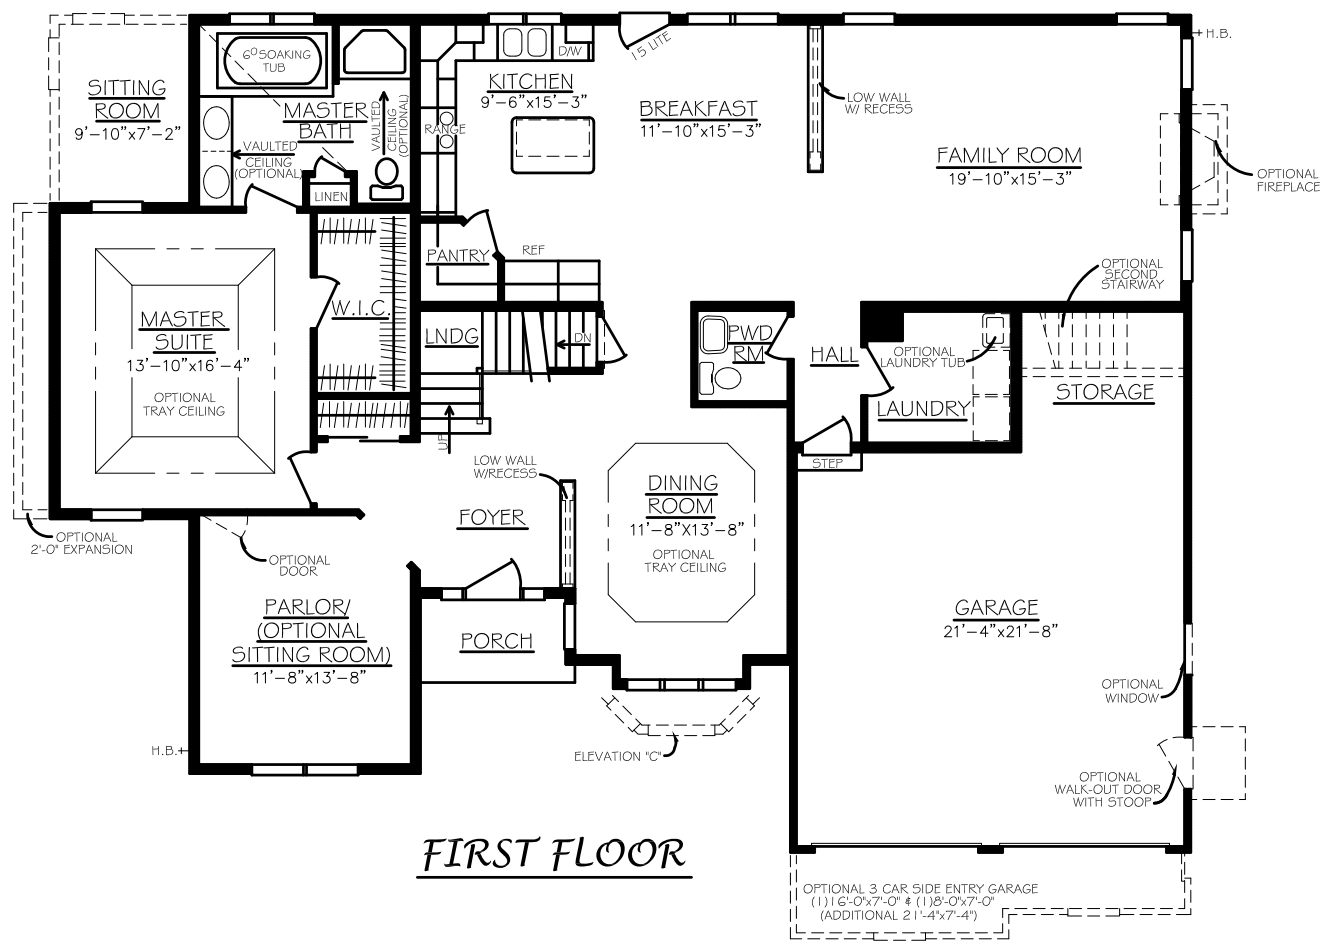 SITTING
ROOM
9'-10"x7'-2"
6⁰ SOAKING
TUB
MASTER
BATH
VAULTED
CEILING
(OPTIONAL)
VAULTED
CEILING
(OPTIONAL)
LINEN
RANGE
D/W
KITCHEN
9'-6"x15'-3"
15 LITE
BREAKFAST
11'-10"x15'-3"
LOW WALL
W/ RECESS
FAMILY ROOM
19'-10"x15'-3"
H.B.
OPTIONAL
FIREPLACE
PANTRY
REF
OPTIONAL
SECOND
STAIRWAY
MASTER
SUITE
13'-10"x16'-4"
OPTIONAL
TRAY CEILING
W.I.C.
LNDG
DN
UP
PWD
RM
HALL
OPTIONAL
LAUNDRY TUB
LAUNDRY
STORAGE
STEP
LOW WALL
W/RECESS
FOYER
DINING
ROOM
11'-8"X13'-8"
OPTIONAL
TRAY CEILING
OPTIONAL
2'-0" EXPANSION
OPTIONAL
DOOR
PARLOR/
(OPTIONAL
SITTING ROOM)
11'-8"x13'-8"
PORCH
GARAGE
21'-4"x21'-8"
OPTIONAL
WINDOW
H.B.
ELEVATION "C"
OPTIONAL
WALK-OUT DOOR
WITH STOOP
FIRST FLOOR
OPTIONAL 3 CAR SIDE ENTRY GARAGE
(1)16'-0"x7'-0" & (1)8'-0"x7'-0"
(ADDITIONAL 21'-4"x7'-4")